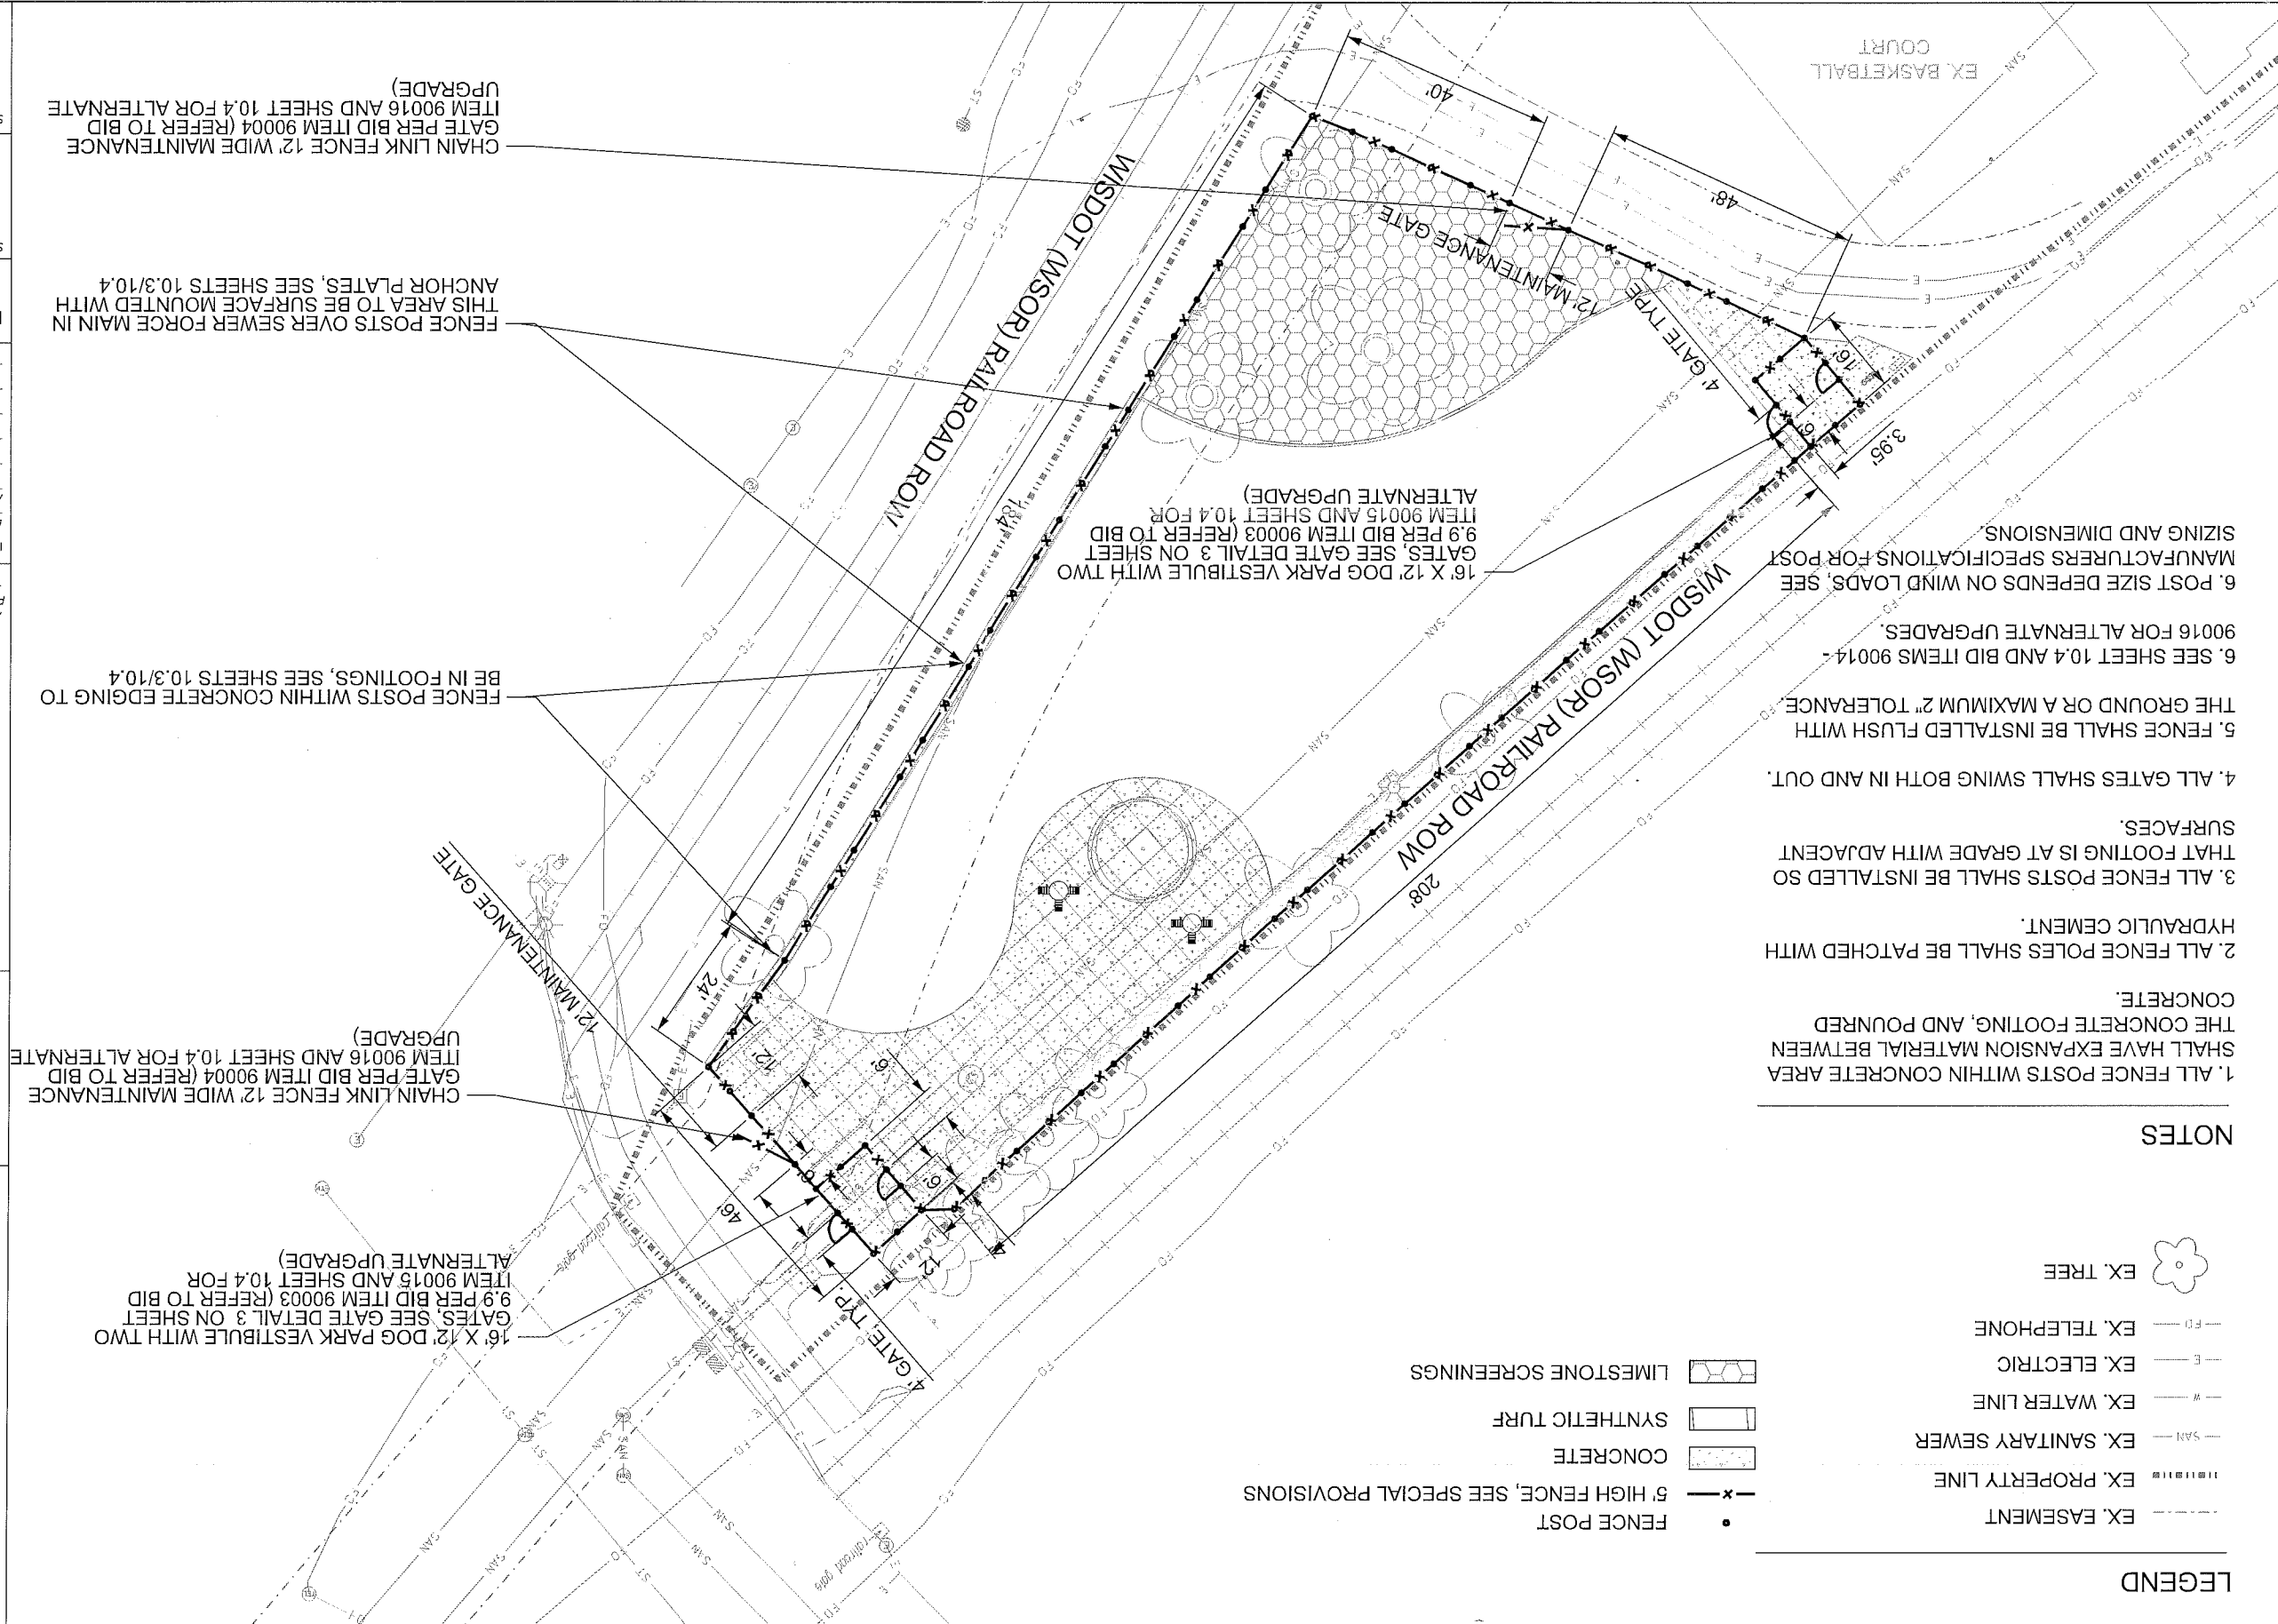 LEGEND
EX. EASEMENT
EX. PROPERTY LINE
SAN EX. SANITARY SEWER
W EX. WATER LINE
E EX. ELECTRIC
FO EX. TELEPHONE
EX. TREE
FENCE POST
5' HIGH FENCE, SEE SPECIAL PROVISIONS
CONCRETE
SYNTHETIC TURF
LIMESTONE SCREENINGS
NOTES
1. ALL FENCE POSTS WITHIN CONCRETE AREA
SHALL HAVE EXPANSION MATERIAL BETWEEN
THE CONCRETE FOOTING, AND POUNRED
CONCRETE.
2. ALL FENCE POLES SHALL BE PATCHED WITH
HYDRAULIC CEMENT.
3. ALL FENCE POSTS SHALL BE INSTALLED SO
THAT FOOTING IS AT GRADE WITH ADJACENT
SURFACES.
4. ALL GATES SHALL SWING BOTH IN AND OUT.
5. FENCE SHALL BE INSTALLED FLUSH WITH
THE GROUND OR A MAXIMUM 2" TOLERANCE.
6. SEE SHEET 10.4 AND BID ITEMS 90014 -
90016 FOR ALTERNATE UPGRADES.
6. POST SIZE DEPENDS ON WIND LOADS, SEE
MANUFACTURERS SPECIFICATIONS FOR POST
SIZING AND DIMENSIONS.
16' X 12' DOG PARK VESTIBULE WITH TWO
GATES, SEE GATE DETAIL 3 ON SHEET
9.9 PER BID ITEM 90003 (REFER TO BID
ITEM 90015 AND SHEET 10.4 FOR
ALTERNATE UPGRADE)
CHAIN LINK FENCE 12' WIDE MAINTENANCE
GATE PER BID ITEM 90004 (REFER TO BID
ITEM 90016 AND SHEET 10.4 FOR ALTERNATE
UPGRADE)
FENCE POSTS WITHIN CONCRETE EDGING TO
BE IN FOOTINGS, SEE SHEETS 10.3/10.4
FENCE POSTS OVER SEWER FORCE MAIN IN
THIS AREA TO BE SURFACE MOUNTED WITH
ANCHOR PLATES, SEE SHEETS 10.3/10.4
CHAIN LINK FENCE 12' WIDE MAINTENANCE
GATE PER BID ITEM 90004 (REFER TO BID
ITEM 90016 AND SHEET 10.4 FOR ALTERNATE
UPGRADE)
16' X 12' DOG PARK VESTIBULE WITH TWO
GATES, SEE GATE DETAIL 3 ON SHEET
9.9 PER BID ITEM 90003 (REFER TO BID
ITEM 90015 AND SHEET 10.4 FOR
ALTERNATE UPGRADE)
4' GATE, TYP.
12' MAINTENANCE GATE
46'
12'
4'
6'
6'
12'
24'
208'
184'
WISDOT (WSOR) RAILROAD ROW
WISDOT (WSOR) RAILROAD ROW
3.95'
16'
6'
4' GATE TYPE
12' MAINTENANCE GATE
48'
40'
EX. BASKETBALL
COURT
railroad gate
railroad gate